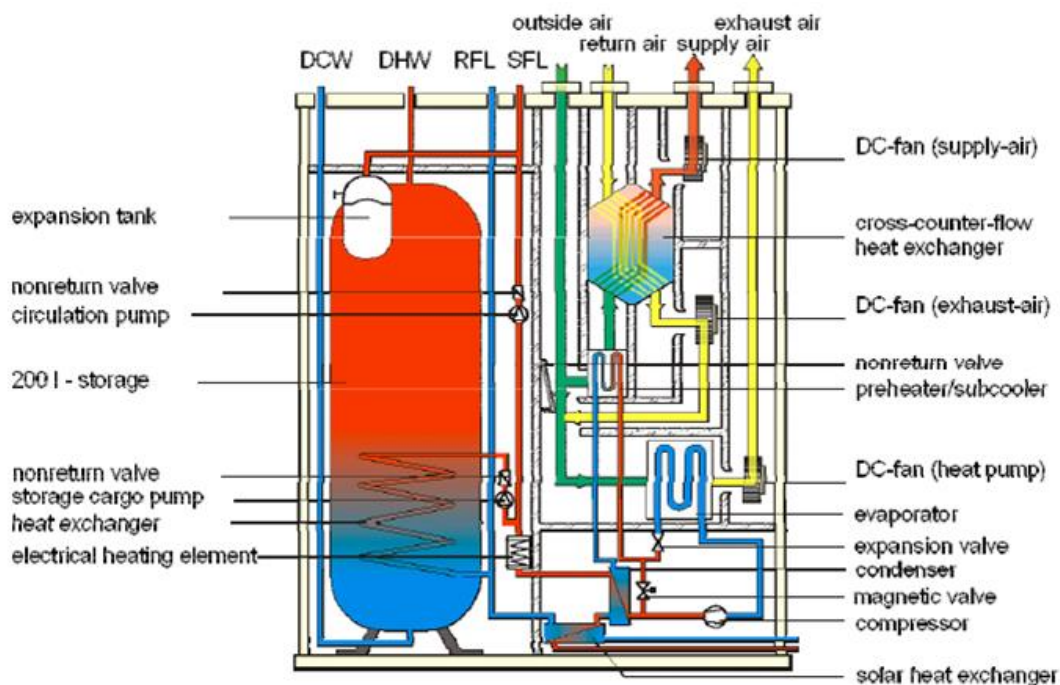 outside air
exhaust air
return air
supply air
DCW
DHW
RFL
SFL
DC-fan (supply-air)
expansion tank
cross-counter-flow
heat exchanger
nonreturn valve
circulation pump
DC-fan (exhaust-air)
200 l - storage
nonreturn valve
preheater/subcooler
nonreturn valve
storage cargo pump
heat exchanger
electrical heating element
DC-fan (heat pump)
evaporator
expansion valve
condenser
magnetic valve
compressor
solar heat exchanger